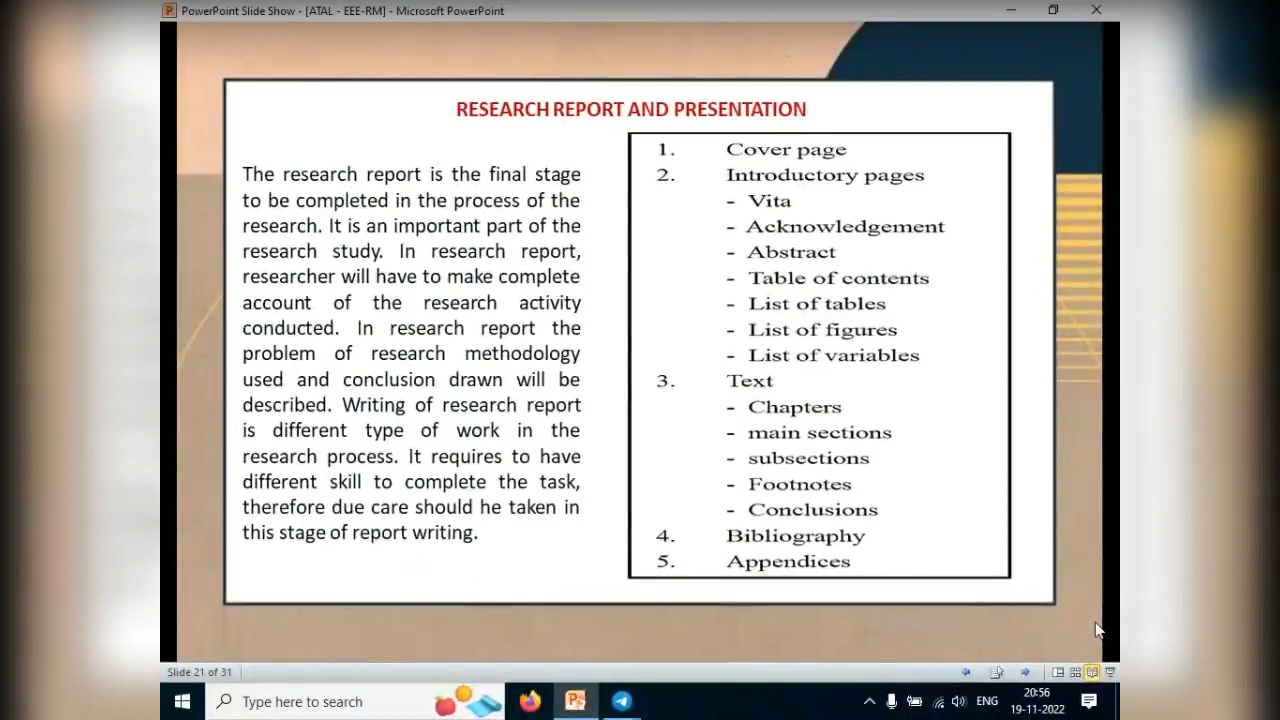 PowerPoint Slide Show - [ATAL - EEE-RM] - Microsoft PowerPoint
RESEARCH REPORT AND PRESENTATION
The research report is the final stage
to be completed in the process of the
research. It is an important part of the
research study. In research report,
researcher will have to make complete
account of the research activity
conducted. In research report the
problem of research methodology
used and conclusion drawn will be
described. Writing of research report
is different type of work in the
research process. It requires to have
different skill to complete the task,
therefore due care should he taken in
this stage of report writing.
1. Cover page
2. Introductory pages
- Vita
- Acknowledgement
- Abstract
- Table of contents
- List of tables
- List of figures
- List of variables
3. Text
- Chapters
- main sections
- subsections
- Footnotes
- Conclusions
4. Bibliography
5. Appendices
Slide 21 of 31
Type here to search
ENG
20:56
19-11-2022